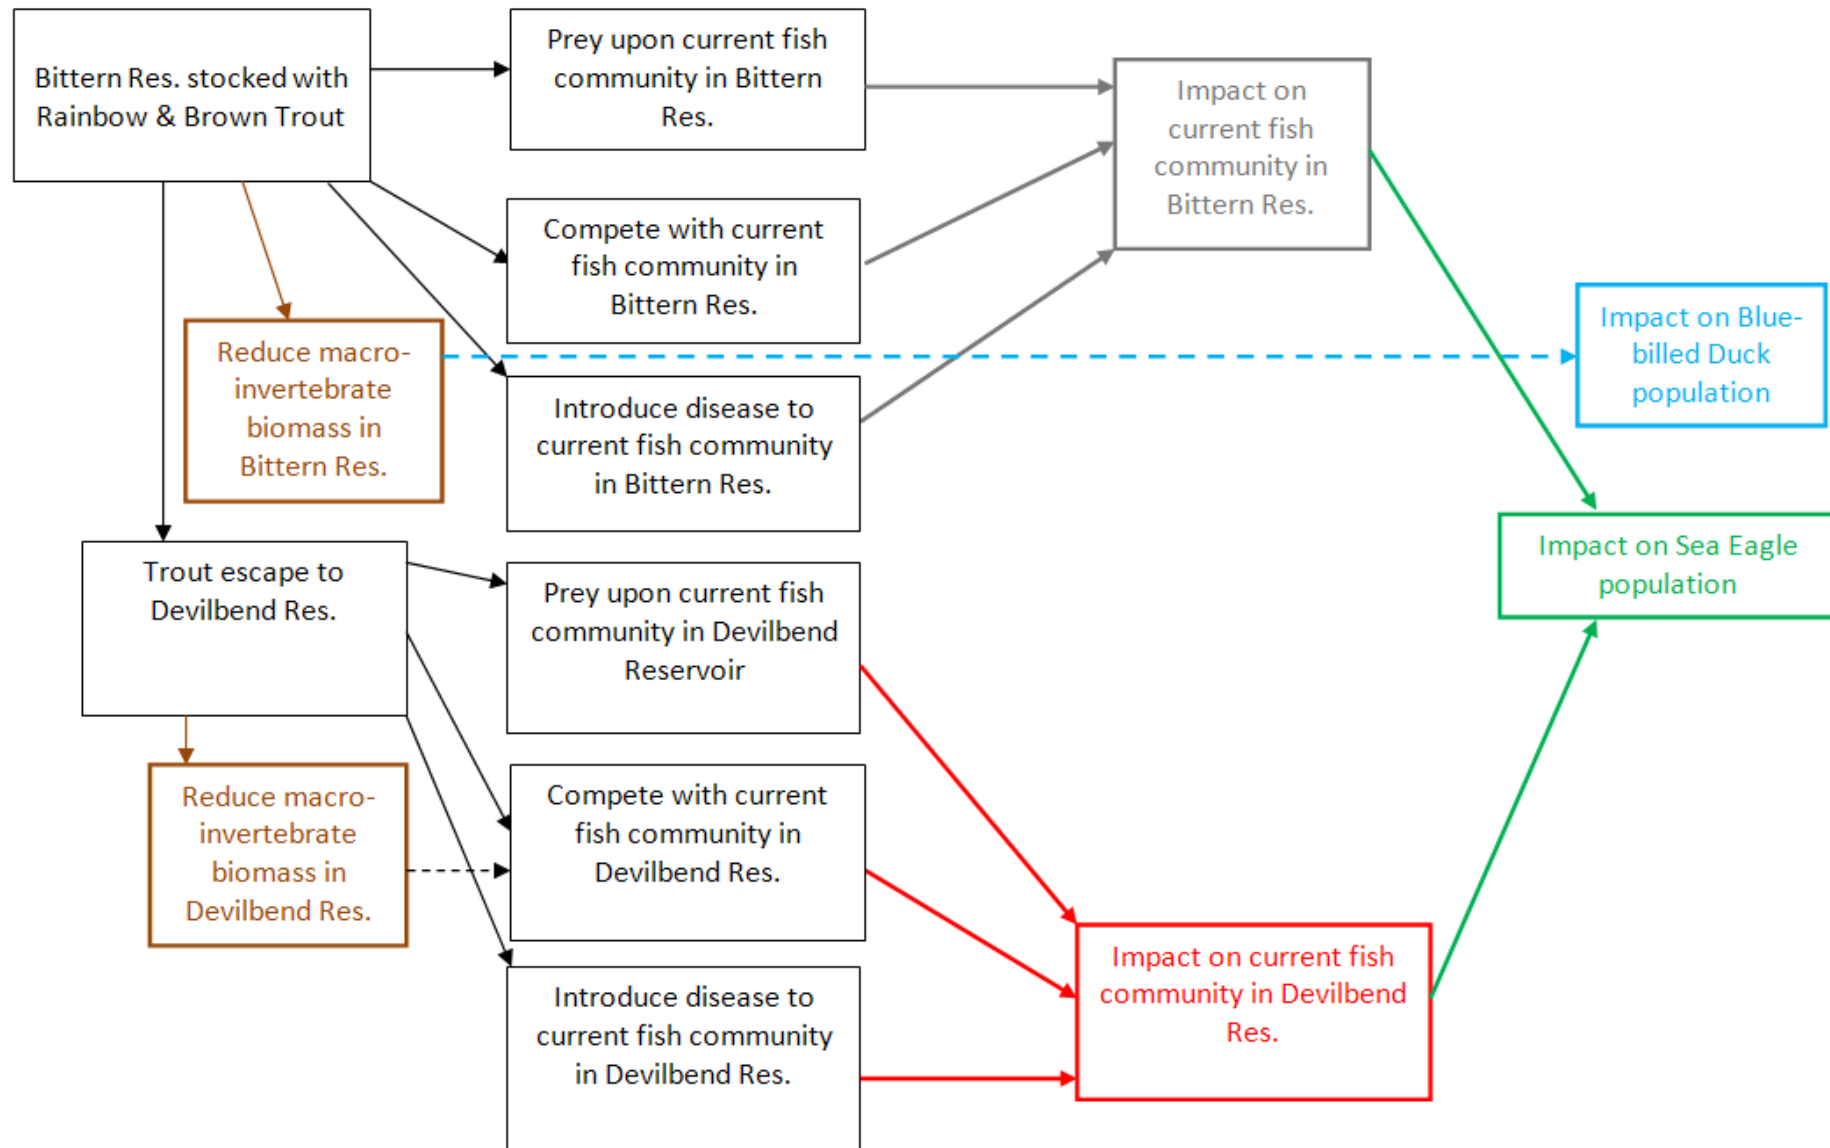 Bittern Res. stocked with
Rainbow & Brown Trout
Prey upon current fish
community in Bittern
Res.
Impact on
current fish
community in
Bittern Res.
Compete with current
fish community in
Bittern Res.
Impact on Blue-
billed Duck
population
Reduce macro-
invertebrate
biomass in
Bittern Res.
Introduce disease to
current fish community
in Bittern Res.
Impact on Sea Eagle
population
Trout escape to
Devilbend Res.
Prey upon current fish
community in Devilbend
Reservoir
Reduce macro-
invertebrate
biomass in
Devilbend Res.
Compete with current
fish community in
Devilbend Res.
Impact on current fish
community in Devilbend
Res.
Introduce disease to
current fish community
in Devilbend Res.